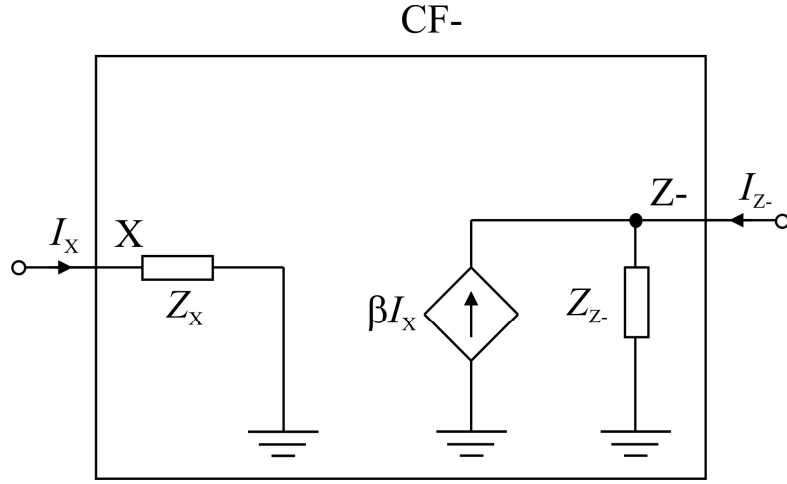 CF-
I_X
X
Z-
I_Z-
Z_X
βI_X
Z_Z-